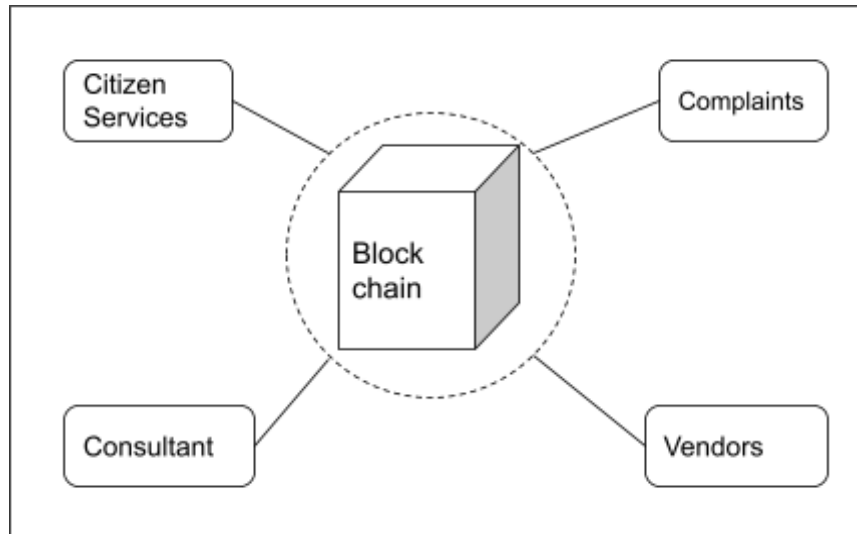 Citizen
Services
Complaints
Block
chain
Consultant
Vendors